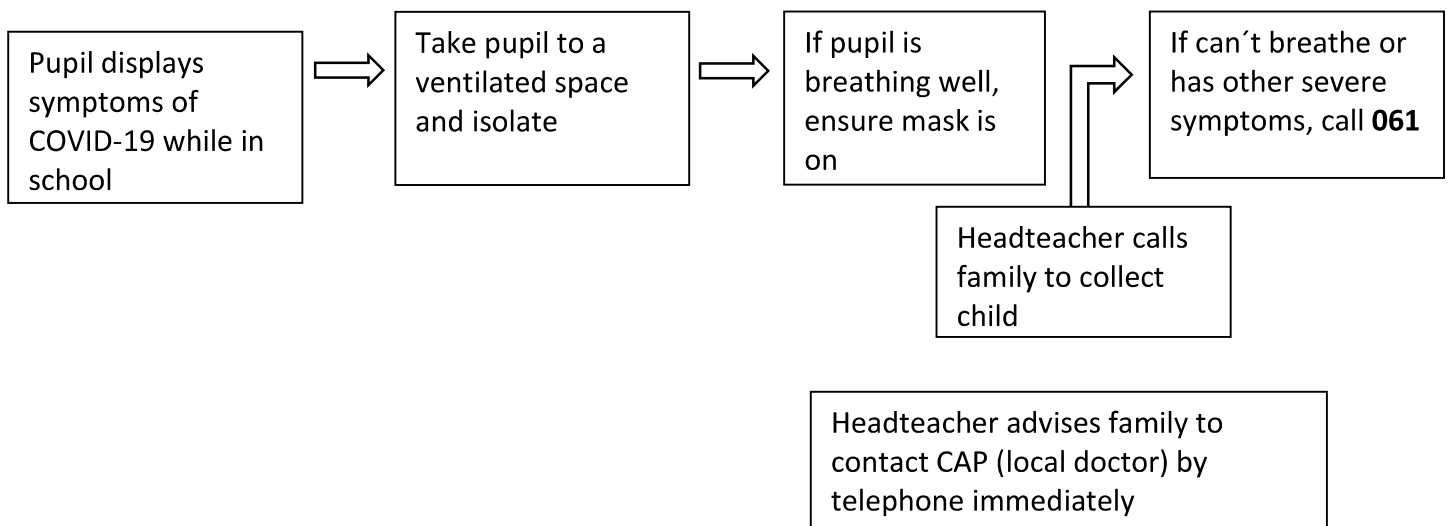 Pupil displays
symptoms of
COVID-19 while in
school
Take pupil to a
ventilated space
and isolate
If pupil is
breathing well,
ensure mask is
on
If can´t breathe or
has other severe
symptoms, call 061
Headteacher calls
family to collect
child
Headteacher advises family to
contact CAP (local doctor) by
telephone immediately